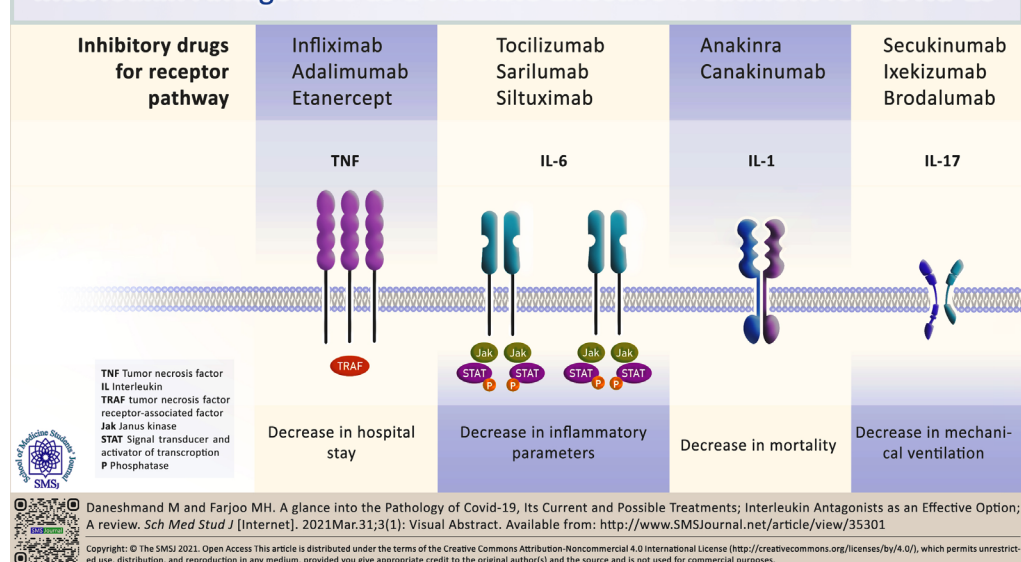 Inhibitory drugs
for receptor
pathway
Infliximab
Adalimumab
Etanercept
Tocilizumab
Sarilumab
Siltuximab
Anakinra
Canakinumab
Secukinumab
Ixekizumab
Brodalumab
TNF
IL-6
IL-1
IL-17
TRAF
Jak
Jak
Jak
Jak
STAT
STAT
STAT
STAT
P
P
P
P
TNF Tumor necrosis factor
IL Interleukin
TRAF tumor necrosis factor
receptor-associated factor
Jak Janus kinase
STAT Signal transducer and
activator of transcroption
P Phosphatase
Decrease in hospital
stay
Decrease in inflammatory
parameters
Decrease in mortality
Decrease in mechani-
cal ventilation
School of Medicine Students' Journal
SMSJ
SMSJournal
Daneshmand M and Farjoo MH. A glance into the Pathology of Covid-19, Its Current and Possible Treatments; Interleukin Antagonists as an Effective Option;
A review. Sch Med Stud J [Internet]. 2021Mar.31;3(1): Visual Abstract. Available from: http://www.SMSJournal.net/article/view/35301
Copyright: © The SMSJ 2021. Open Access This article is distributed under the terms of the Creative Commons Attribution-Noncommercial 4.0 International License (http://creativecommons.org/licenses/by/4.0/), which permits unrestrict-
ed use, distribution, and reproduction in any medium, provided you give appropriate credit to the original author(s) and the source and is not used for commercial purposes.